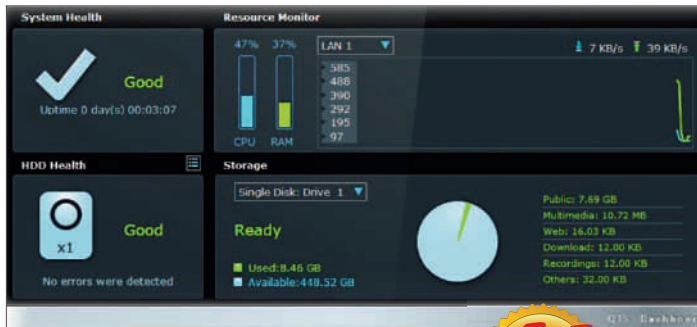 System Health
Good
Uptime 0 day(s) 00:03:07
Resource Monitor
47% 37%
CPU RAM
LAN 1
7 KB/s 39 KB/s
585
488
390
292
195
97
HDD Health
x1
Good
No errors were detected
Storage
Single Disk: Drive 1
Ready
Used:8.46 GB
Available:448.52 GB
Public: 7.69 GB
Multimedia: 10.72 MB
Web: 16.03 KB
Download: 12.00 KB
Recordings: 12.00 KB
Others: 32.00 KB
QTS Dashboard